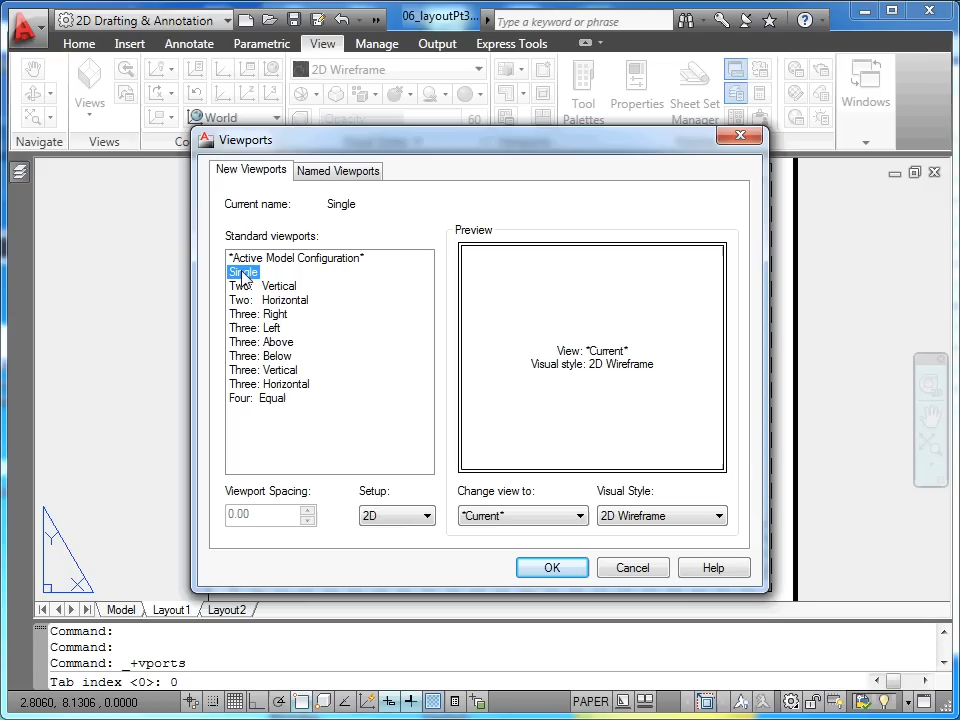 2D Drafting & Annotation
06_layoutPt3...
Type a keyword or phrase
Home Insert Annotate Parametric View Manage Output Express Tools
2D Wireframe
Views
Tool Palettes
Properties
Sheet Set Manager
Windows
World
Opacity 60
Navigate Views Co
Viewports
New Viewports Named Viewports
Current name: Single
Standard viewports:
*Active Model Configuration*
Single
Two: Vertical
Two: Horizontal
Three: Right
Three: Left
Three: Above
Three: Below
Three: Vertical
Three: Horizontal
Four: Equal
Preview
View: *Current*
Visual style: 2D Wireframe
Viewport Spacing: Setup: Change view to: Visual Style:
0.00 2D *Current* 2D Wireframe
OK Cancel Help
Y
X
Model Layout1 Layout2
Command:
Command:
Command: _+vports
Tab index <0>: 0
2.8060, 8.1306, 0.0000 PAPER